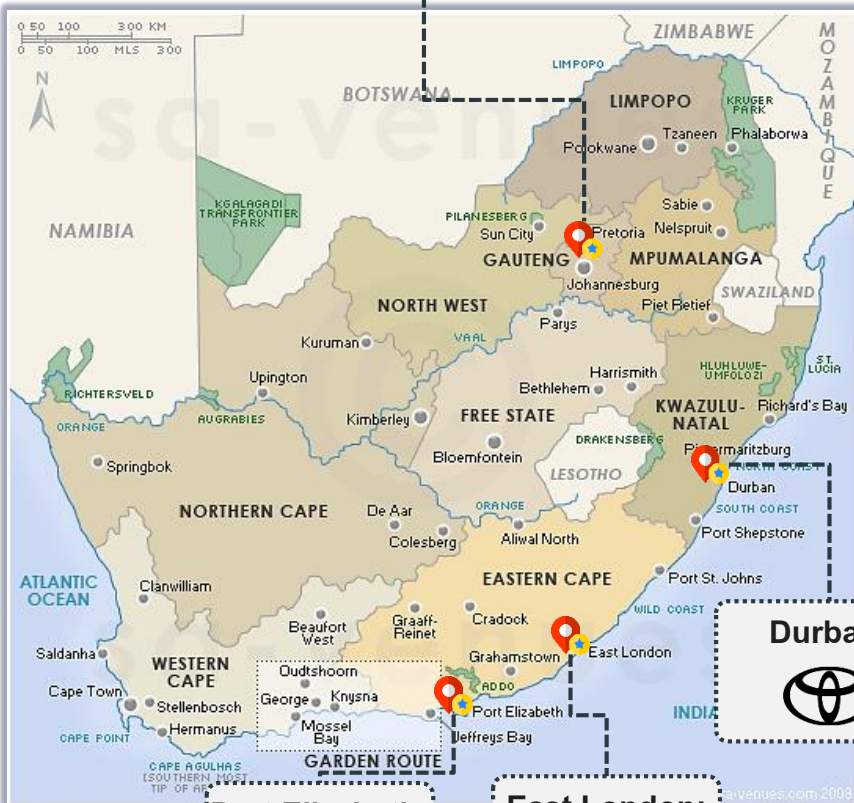 0 50 100 300 KM
0 50 100 MLS 300
N
ZIMBABWE
MOZAMBIQUE
LIMPOPO
BOTSWANA
LIMPOPO
KRUGER
PARK
Tzaneen
Phalaborwa
Polokwane
sa-venues
KGALAGADI
TRANSFRONTIER
PARK
NAMIBIA
Sabie
PILANESBERG
Sun City
Pretoria
Nelspruit
GAUTENG
MPUMALANGA
Johannesburg
SWAZILAND
NORTH WEST
Piet Retief
Parys
Kuruman
VAAL
ST.
LUCIA
HLUHLUWE-
UMFOLOZI
Harrismith
Upington
Bethlehem
RICHTERSVELD
KWAZULU-
NATAL
Richard's Bay
AUGRABIES
Kimberley
FREE STATE
ORANGE
DRAKENSBERG
Bloemfontein
NORTH COAST
Springbok
LESOTHO
Durban
ORANGE
SOUTH COAST
De Aar
NORTHERN CAPE
Colesberg
Aliwal North
Port Shepstone
ATLANTIC
OCEAN
Clanwilliam
EASTERN CAPE
Port St. Johns
WILD COAST
Beaufort
West
Graaff-
Reinet
Cradock
Durba
Saldanha
WESTERN
CAPE
Grahamstown
East London
Oudtshoorn
ADDO
Cape Town
Stellenbosch
George
Knysna
Port Elizabeth
INDIA
Hermanus
Mossel
Bay
Jeffreys Bay
CAPE POINT
GARDEN ROUTE
CAPE AGULHAS
(SOUTHERN MOST
TIP OF AF
East London
a-venues.com 2009